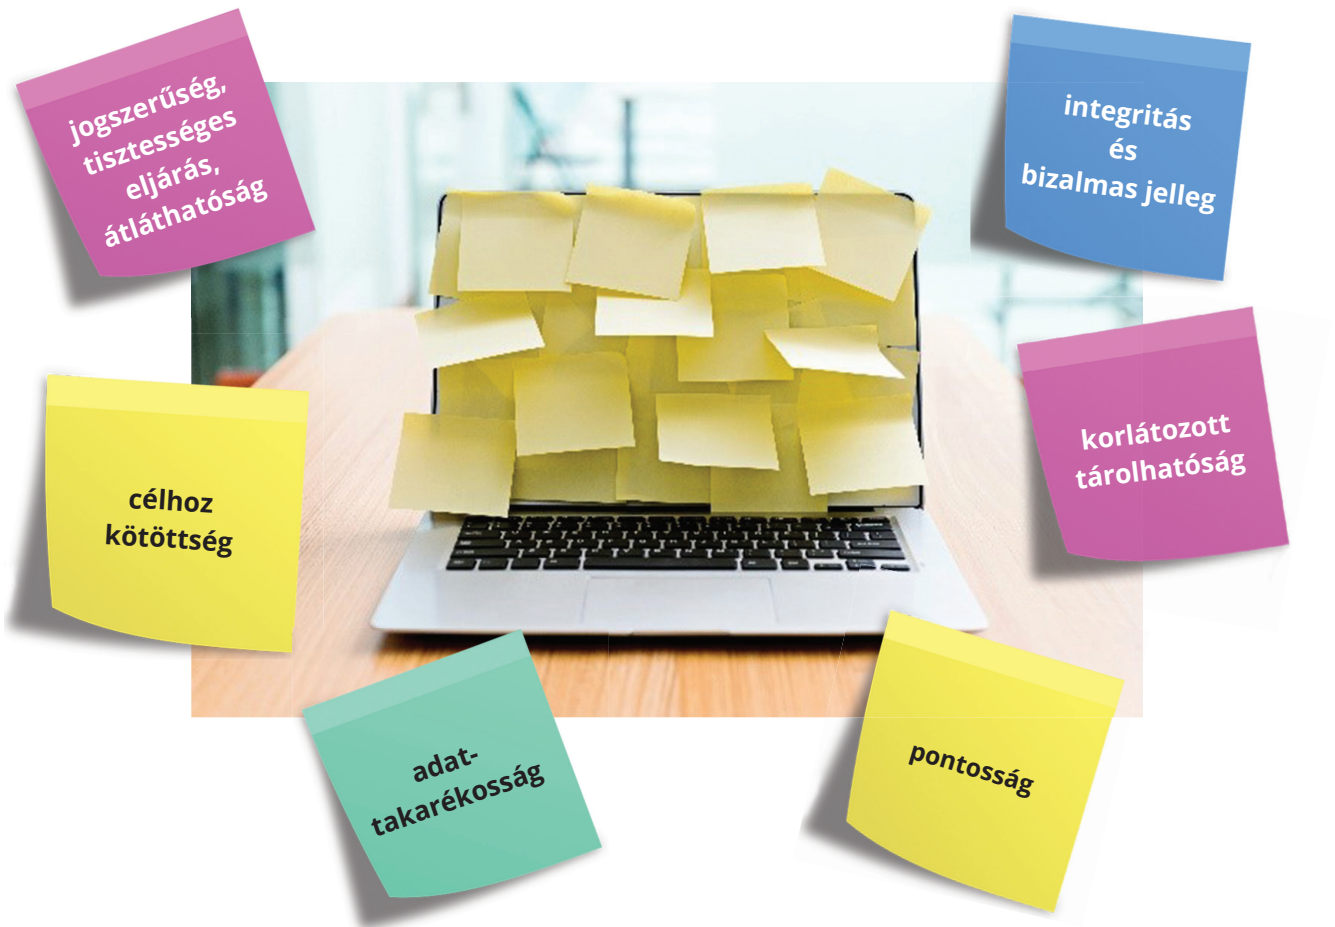 jogszerűség,
tisztességes
eljárás,
átláthatóság
célhoz
kötöttség
adat-
takarékosság
pontosság
korlátozott
tárolhatóság
integritás
és
bizalmas jelleg